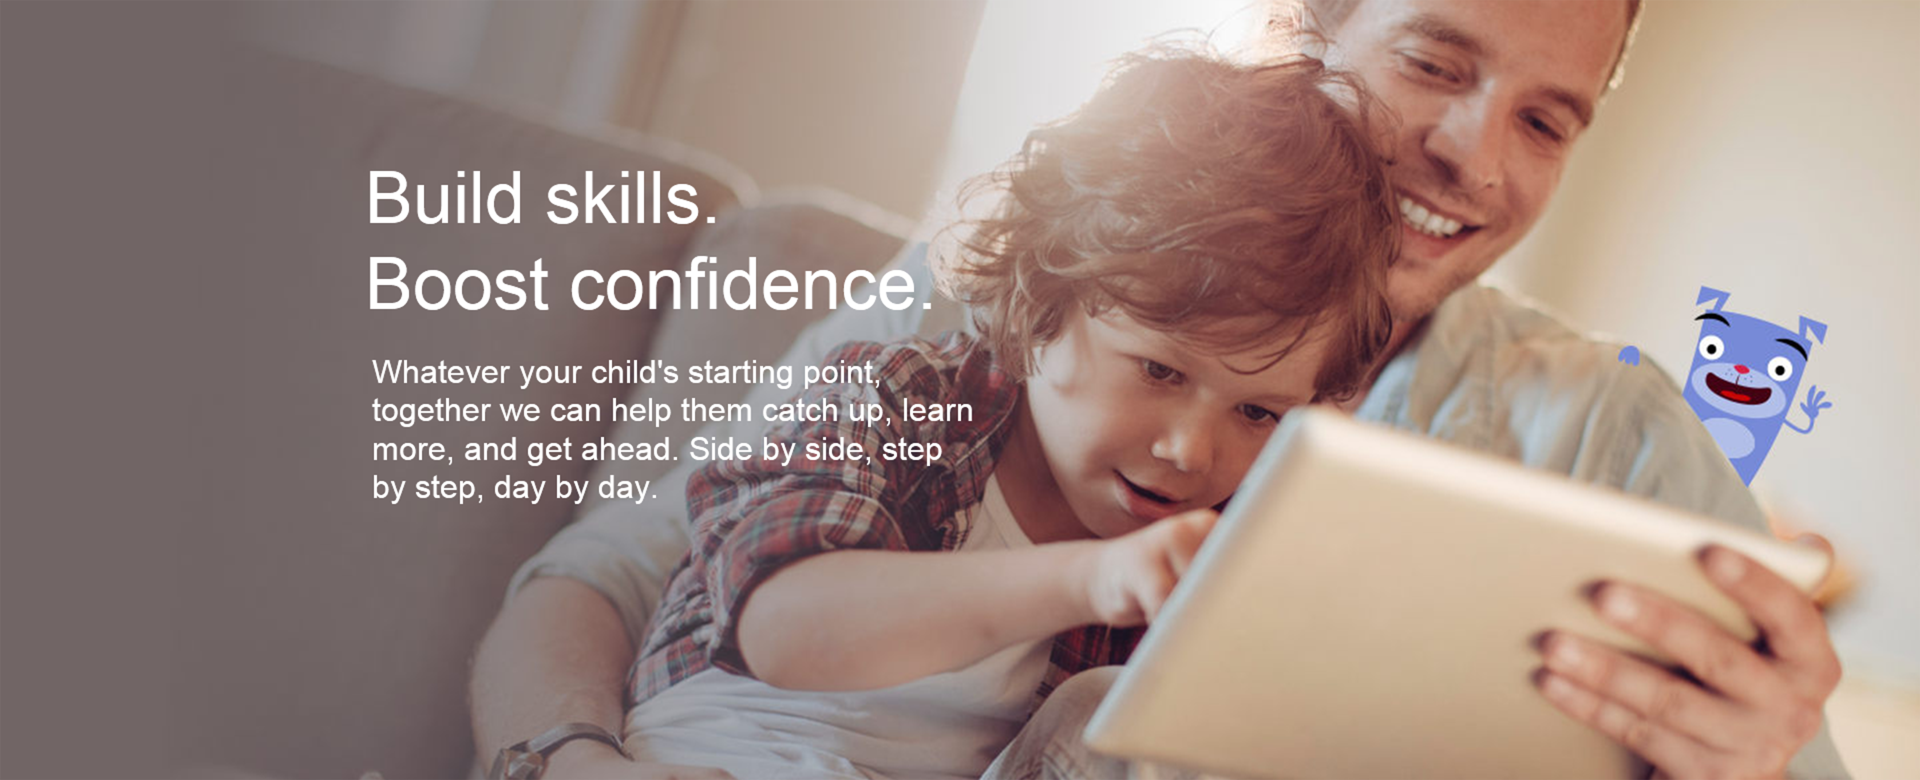 Build skills.
Boost confidence.
Whatever your child's starting point,
together we can help them catch up, learn
more, and get ahead. Side by side, step
by step, day by day.